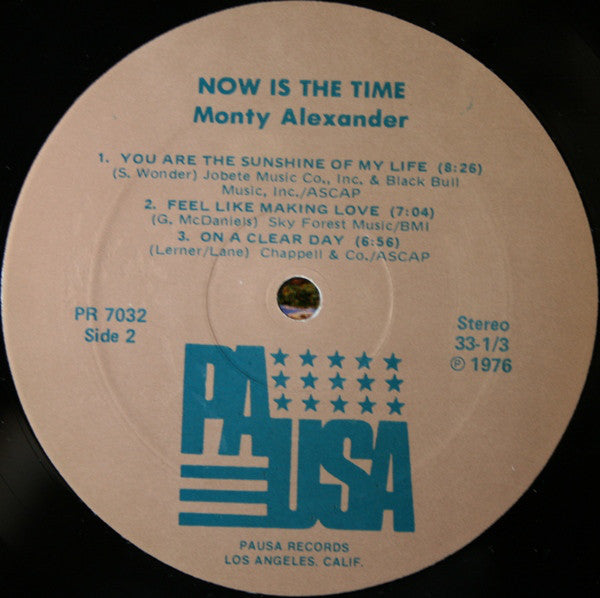 NOW IS THE TIME
Monty Alexander
1. YOU ARE THE SUNSHINE OF MY LIFE (8:26)
(S. Wonder) Jobete Music Co., Inc. & Black Bull
Music, Inc./ASCAP
2. FEEL LIKE MAKING LOVE (7:04)
(G. McDaniels) Sky Forest Music/BMI
3. ON A CLEAR DAY (6:56)
(Lerner/Lane) Chappell & Co./ASCAP
PR 7032
Side 2
Stereo
33-1/3
℗ 1976
PAUSA
PAUSA RECORDS
LOS ANGELES, CALIF.